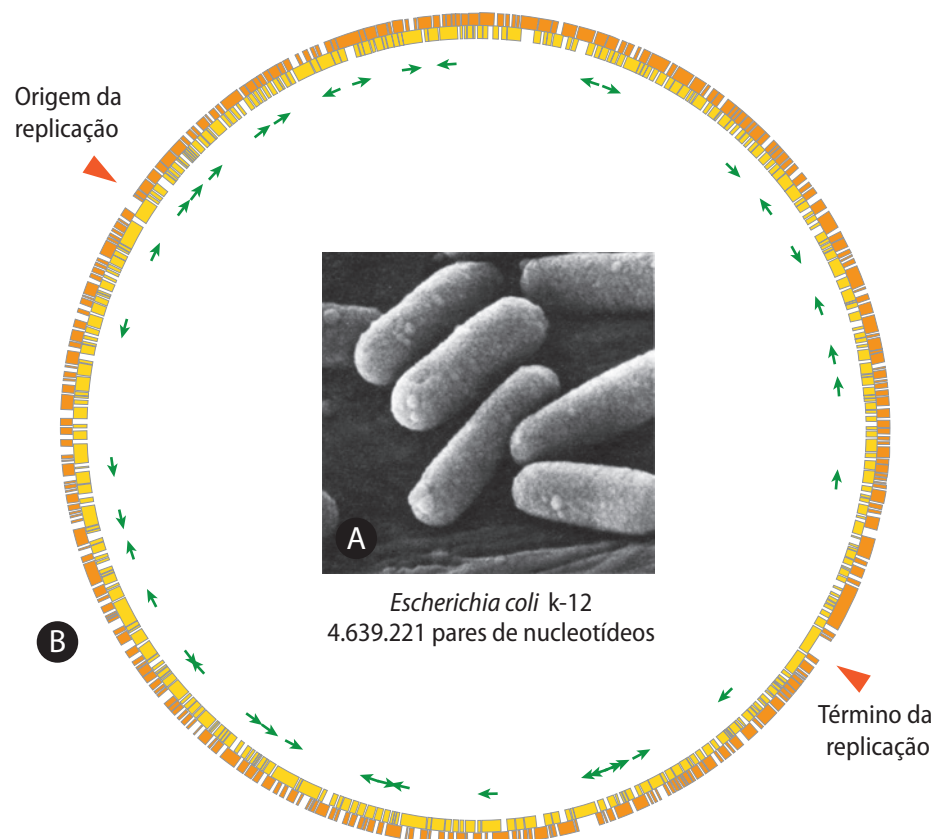 Origem da
replicação
A
Escherichia coli k-12
4.639.221 pares de nucleotídeos
B
Término da
replicação